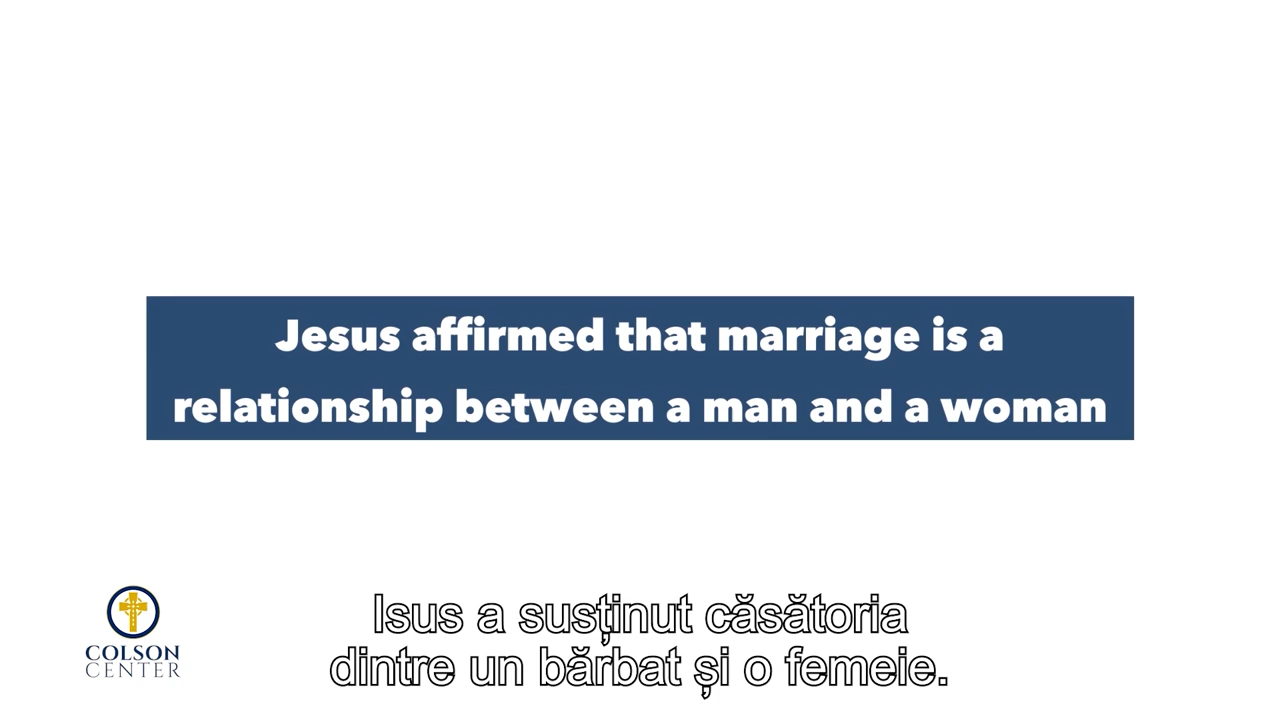 Jesus affirmed that marriage is a
relationship between a man and a woman
COLSON
CENTER
Isus a susținut căsătoria
dintre un bărbat și o femeie.